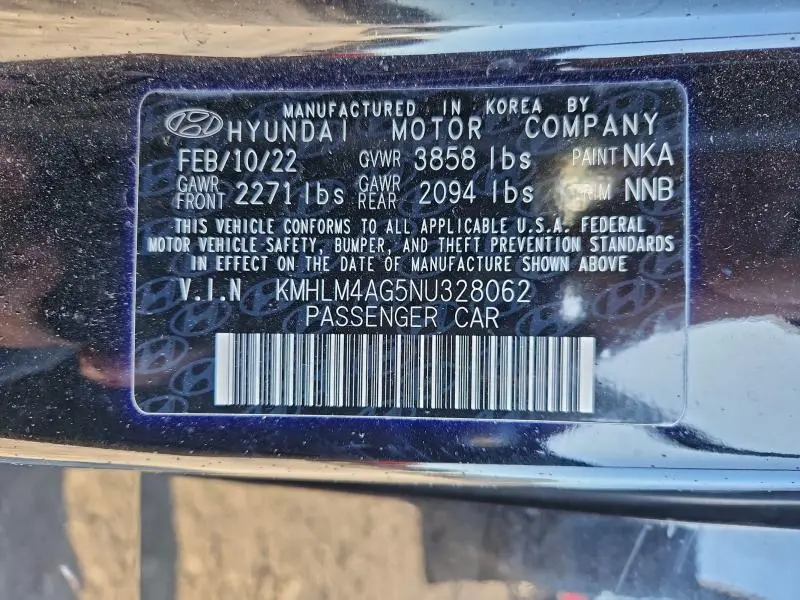 MANUFACTURED IN KOREA BY
HYUNDAI MOTOR COMPANY
FEB/10/22 GVWR 3858 lbs PAINT NKA
GAWR FRONT 2271 lbs GAWR REAR 2094 lbs TRIM NNB
THIS VEHICLE CONFORMS TO ALL APPLICABLE U.S.A. FEDERAL
MOTOR VEHICLE-SAFETY, BUMPER, AND THEFT PREVENTION STANDARDS
IN EFFECT ON THE DATE OF MANUFACTURE SHOWN ABOVE
V.I.N KMHLM4AG5NU328062
PASSENGER CAR